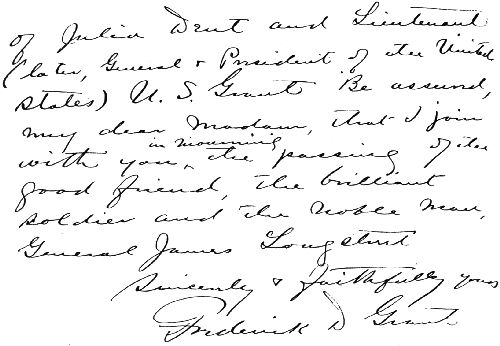 of Julia Dent and Lieutenant
(later, General & President of the United
States) U. S. Grant Be assured,
my dear Madam, that I join
in mourning
with you, the passing of the
good friend, the brilliant
soldier and the noble man,
General James Longstreet
Sincerely & faithfully yours
Frederick D Grant